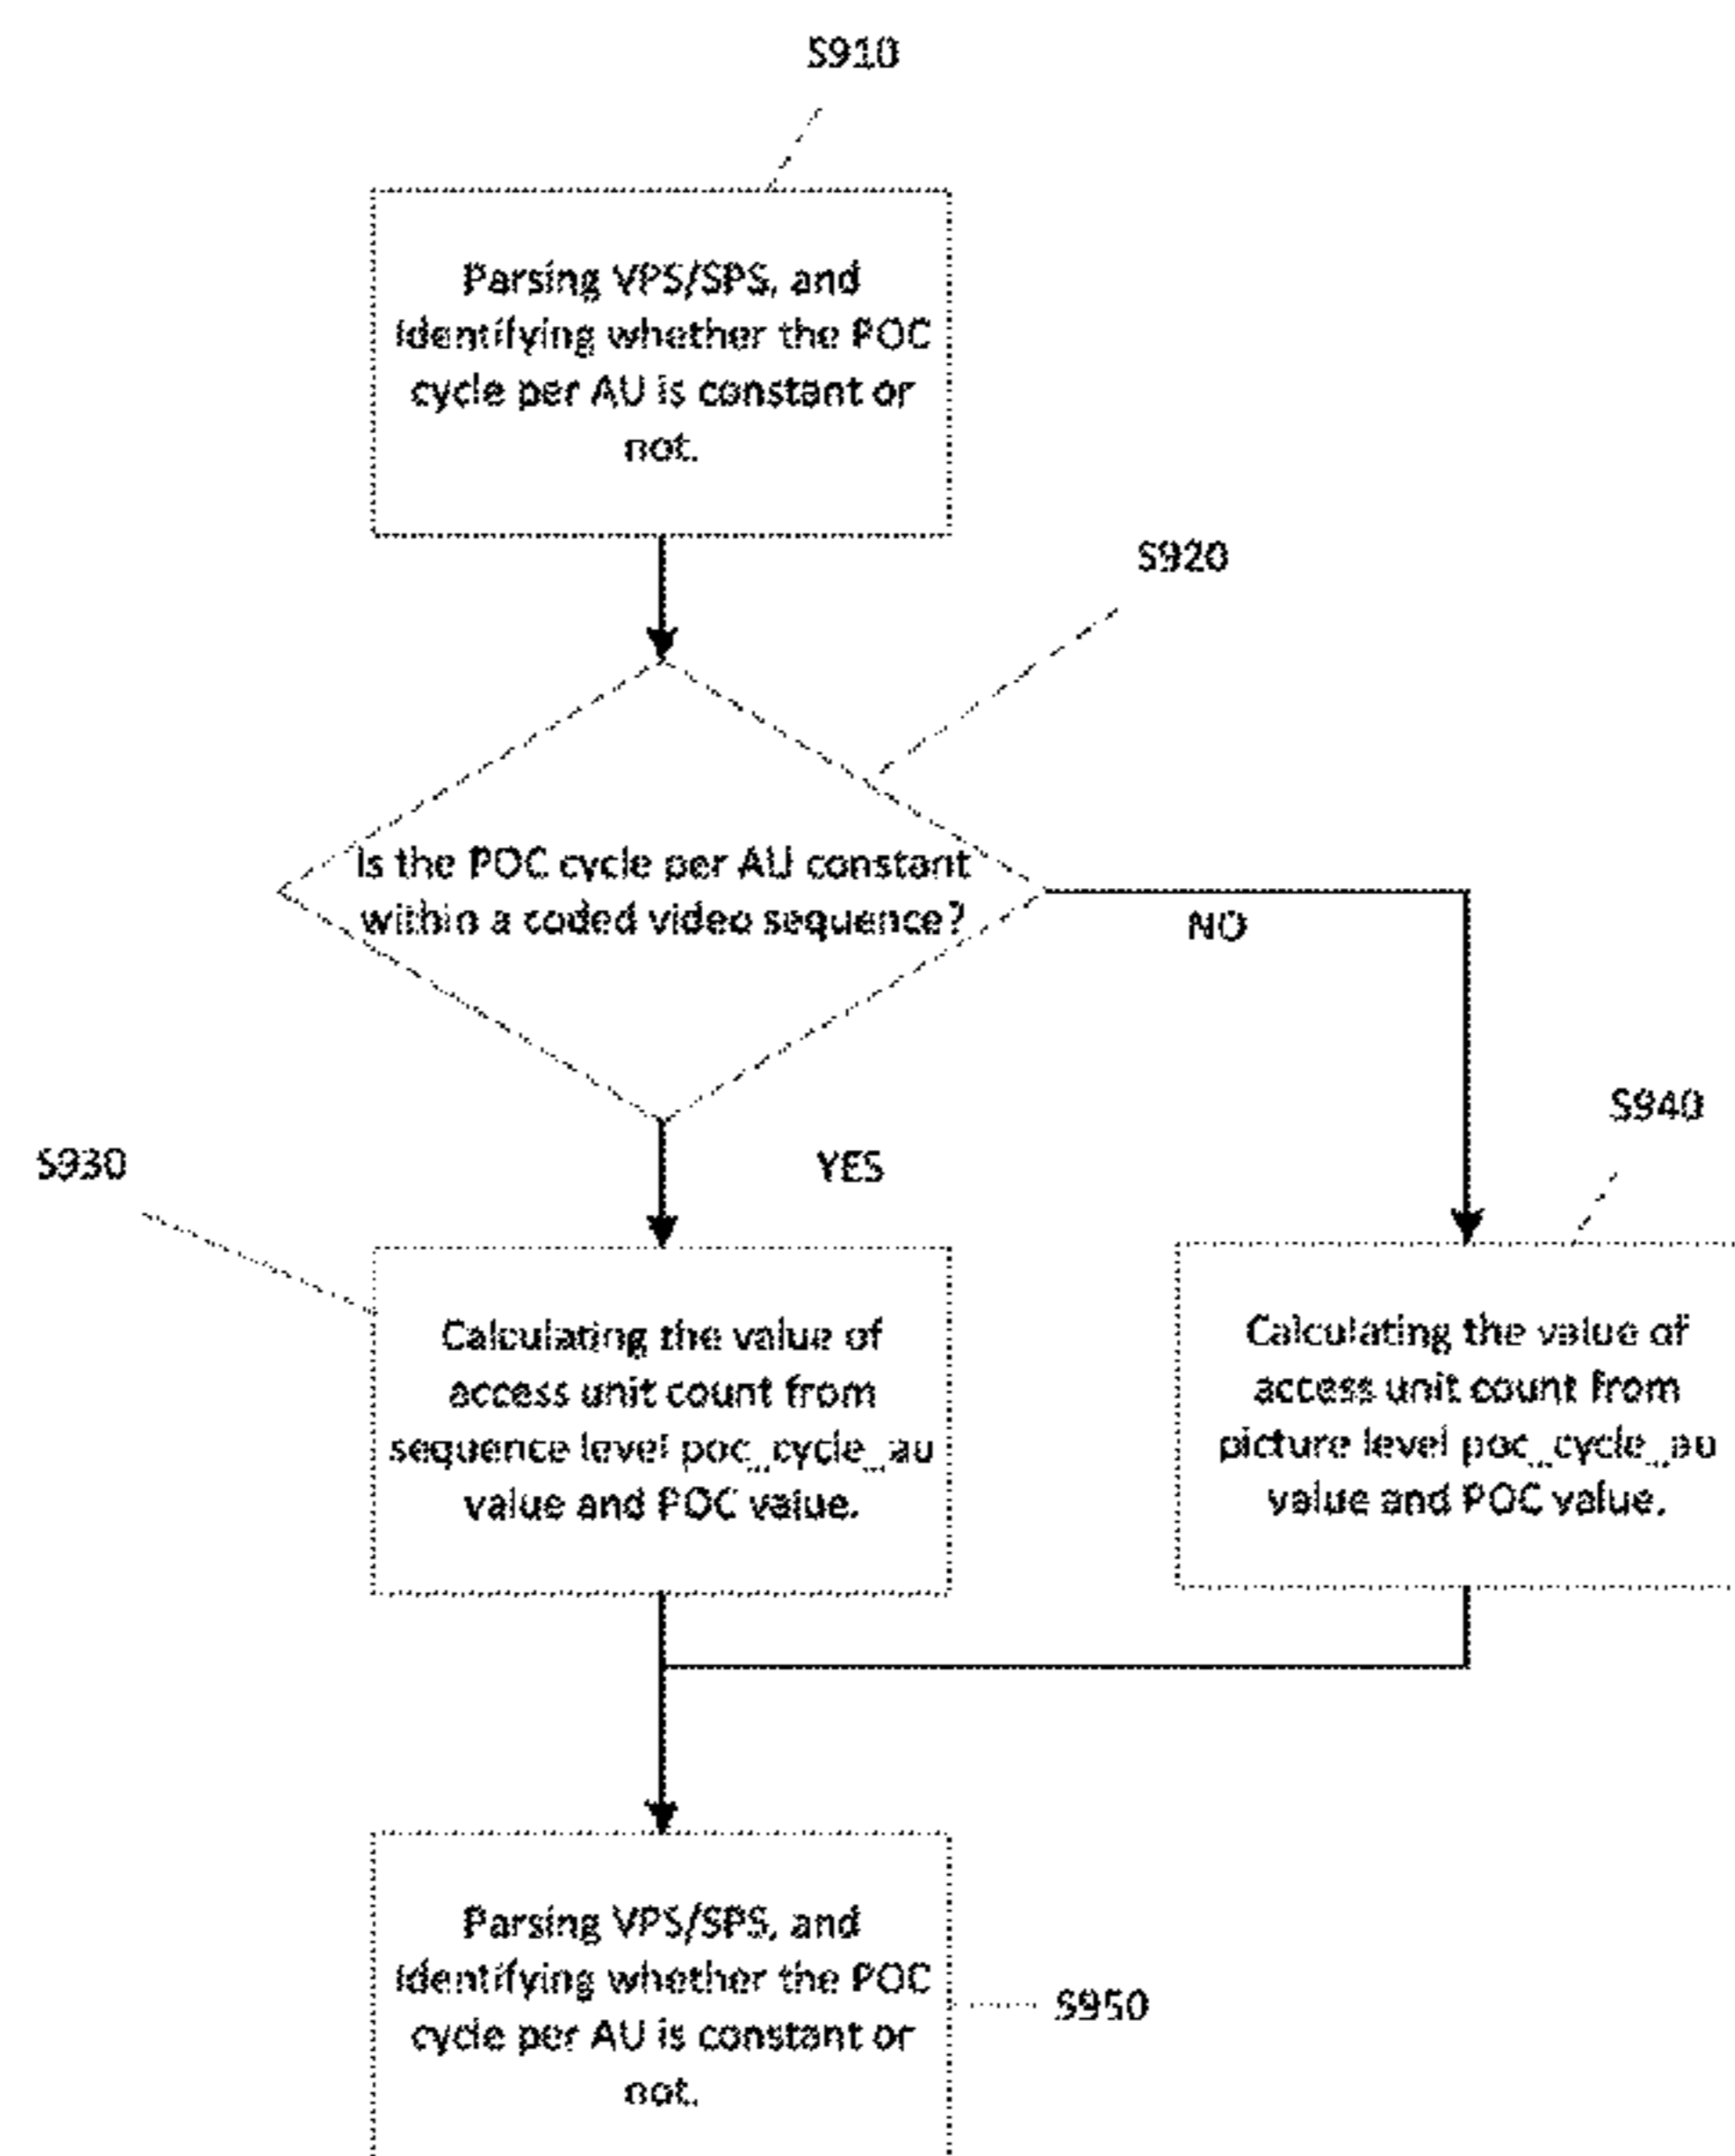 S910
Parsing VPS/SPS, and
identifying whether the POC
cycle per AU is constant or
not.
S920
Is the POC cycle per AU constant
within a coded video sequence?
NO
S940
S930
YES
Calculating the value of
access unit count from
sequence level poc_cycle_au
value and POC value.
Calculating the value of
access unit count from
picture level poc_cycle_au
value and POC value.
Parsing VPS/SPS, and
identifying whether the POC
cycle per AU is constant or
not.
S950